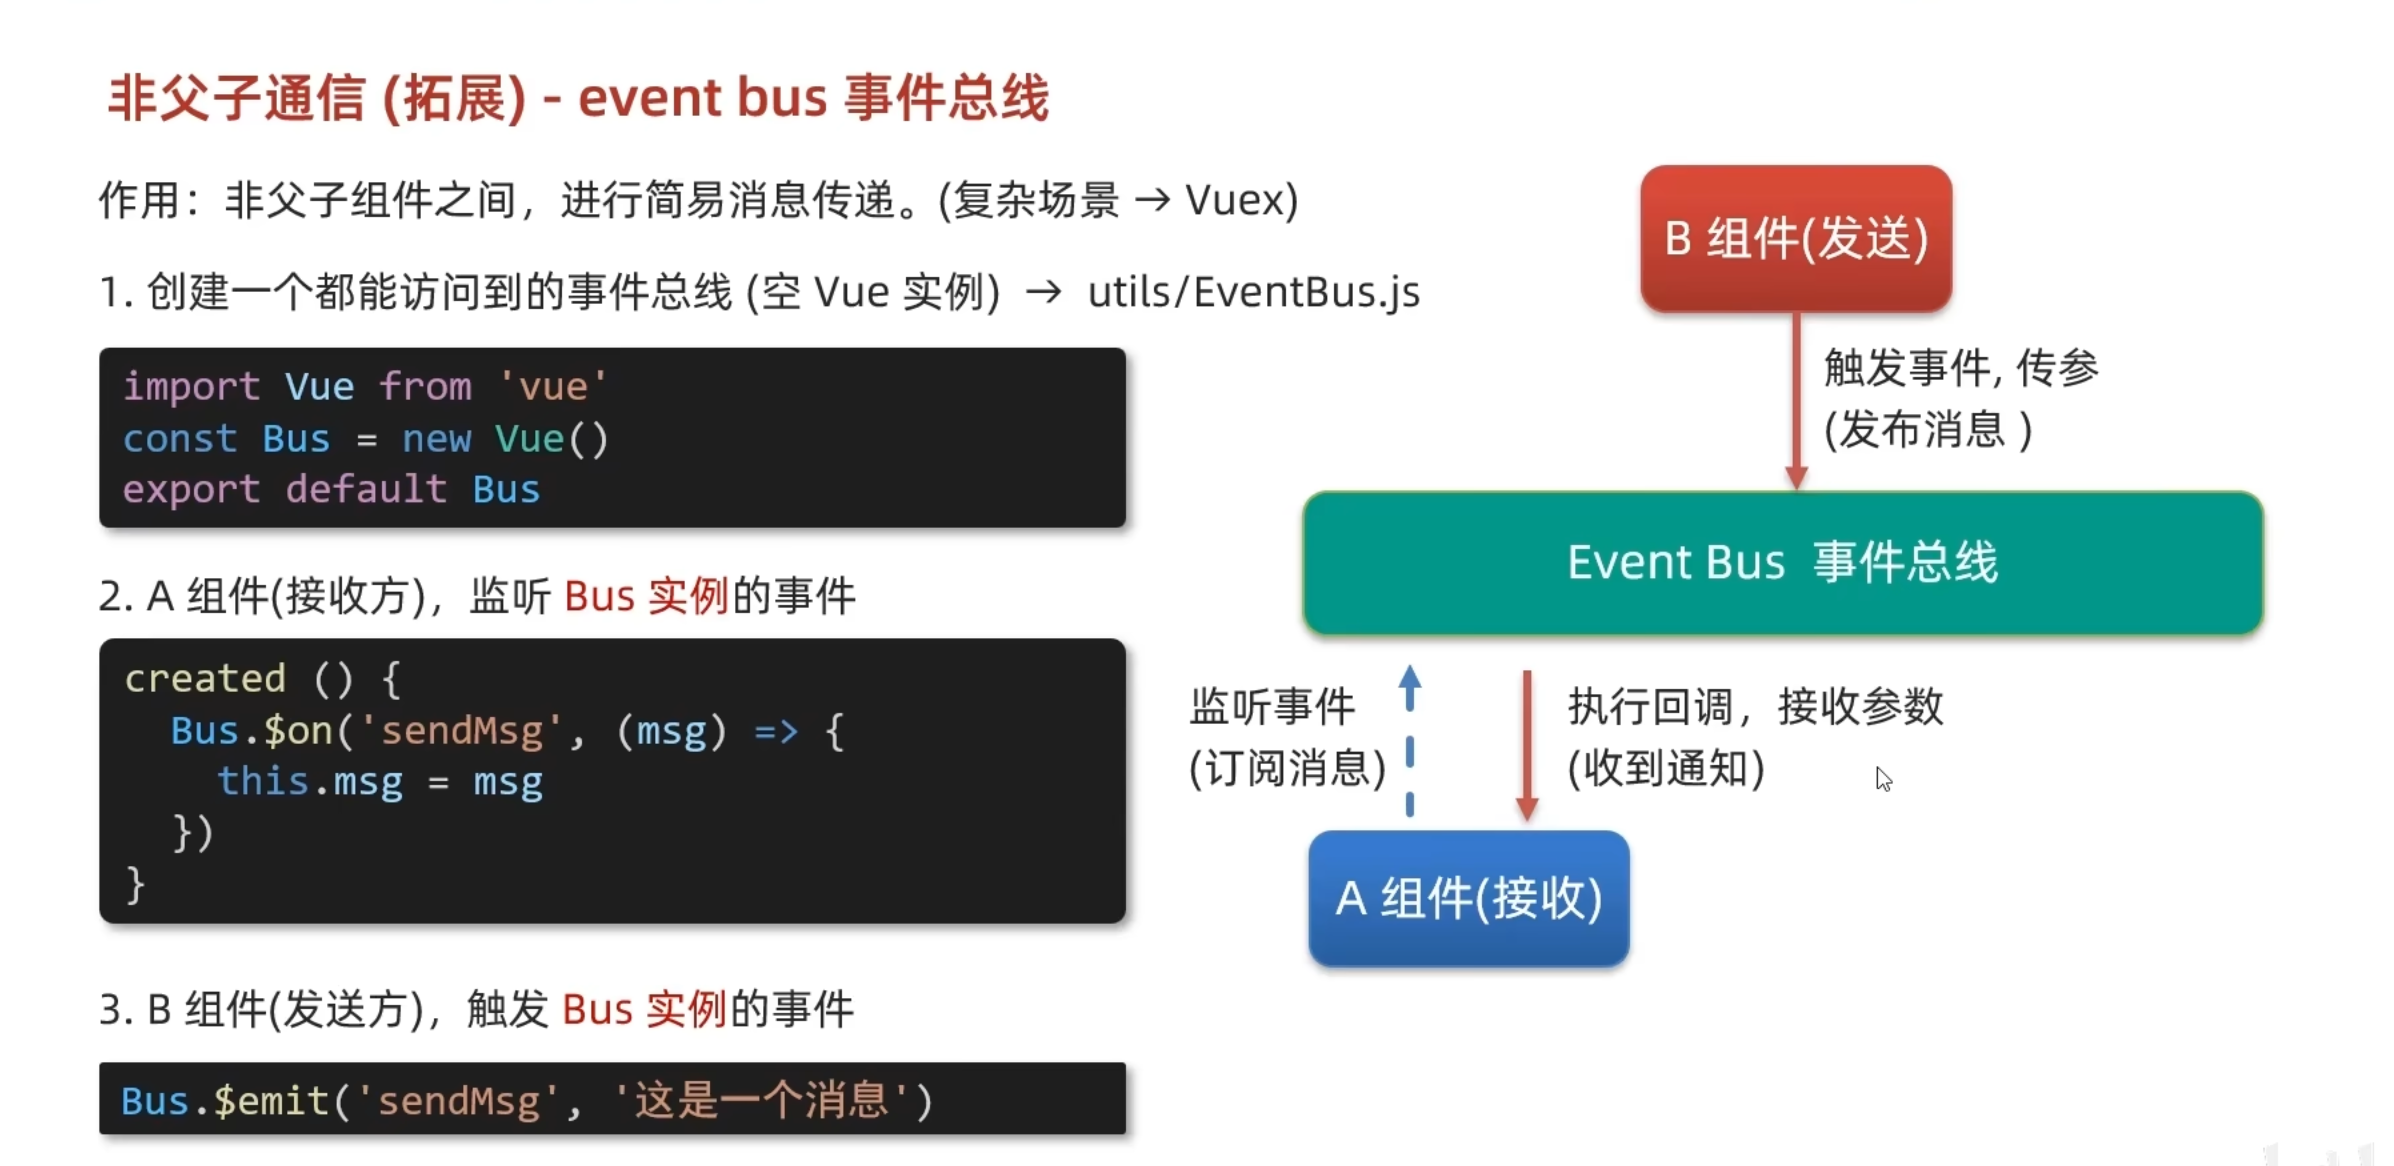 非父子通信 (拓展) - event bus 事件总线
作用：非父子组件之间，进行简易消息传递。(复杂场景 → Vuex)
1. 创建一个都能访问到的事件总线 (空 Vue 实例) → utils/EventBus.js
import Vue from 'vue'
const Bus = new Vue()
export default Bus
2. A 组件(接收方)，监听 Bus 实例的事件
created () {
  Bus.$on('sendMsg', (msg) => {
    this.msg = msg
  })
}
3. B 组件(发送方)，触发 Bus 实例的事件
Bus.$emit('sendMsg', '这是一个消息')
B 组件(发送)
触发事件, 传参
(发布消息 )
Event Bus 事件总线
监听事件
(订阅消息)
执行回调，接收参数
(收到通知)
A 组件(接收)